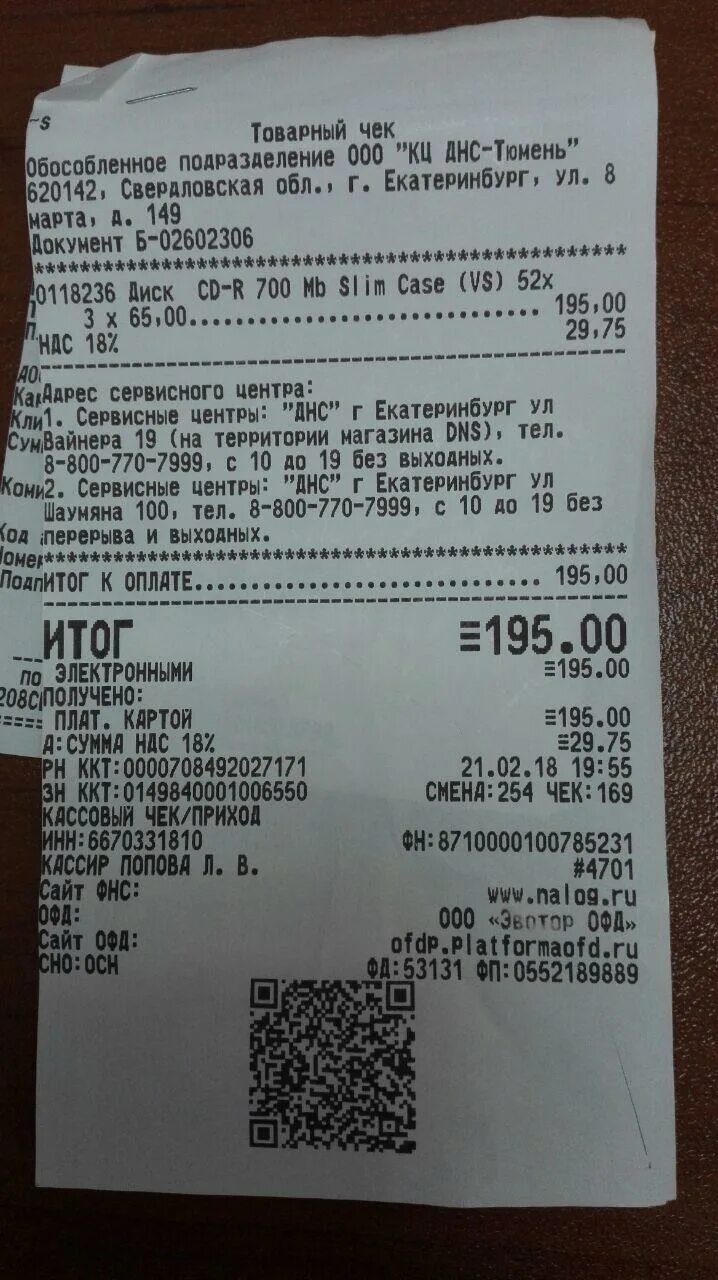 ~s
Товарный чек
Обособленное подразделение ООО "КЦ ДНС-Тюмень"
620142, Свердловская обл., г. Екатеринбург, ул. 8
марта, д. 149
Документ Б-02602306
************************************************
0118236 Диск CD-R 700 Mb Slim Case (VS) 52x
3 x 65,00.............................. 195,00
НДС 18% 29,75
------------------------------------------------
Адрес сервисного центра:
1. Сервисные центры: "ДНС" г Екатеринбург ул
Вайнера 19 (на территории магазина DNS), тел.
8-800-770-7999, с 10 до 19 без выходных.
2. Сервисные центры: "ДНС" г Екатеринбург ул
Шаумяна 100, тел. 8-800-770-7999, с 10 до 19 без
перерыва и выходных.
************************************************
ИТОГ К ОПЛАТЕ.............................. 195,00
------------------------------------------------
ИТОГ ≡195.00
ЭЛЕКТРОННЫМИ ≡195.00
ПОЛУЧЕНО:
ПЛАТ. КАРТОЙ ≡195.00
А:СУММА НДС 18% ≡29.75
РН ККТ:0000708492027171 21.02.18 19:55
ЗН ККТ:0149840001006550 СМЕНА:254 ЧЕК:169
КАССОВЫЙ ЧЕК/ПРИХОД
ИНН:6670331810 ФН:8710000100785231
КАССИР ПОПОВА Л. В. #4701
Сайт ФНС: www.nalog.ru
ОФД: ООО «Эвотор ОФД»
Сайт ОФД: ofdp.platformaofd.ru
СНО:ОСН ФД:53131 ФП:0552189889